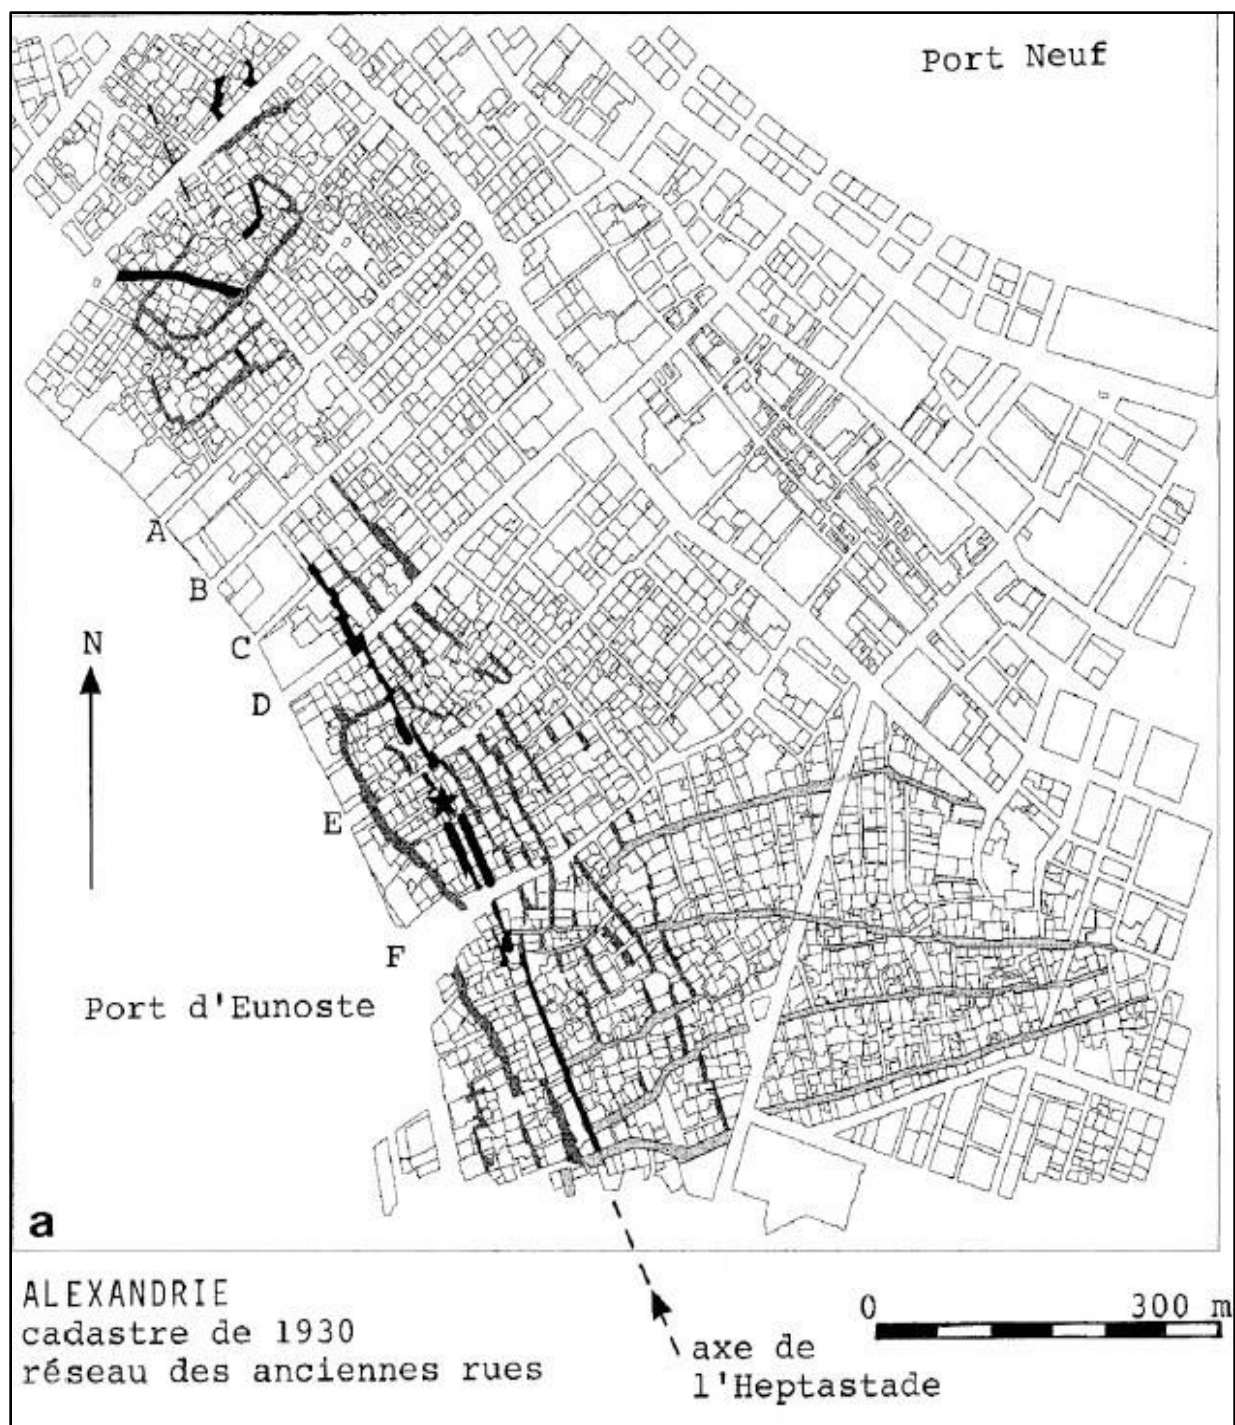 Port Neuf
A
B
N
C
D
E
F
Port d'Eunoste
a
ALEXANDRIE
cadastre de 1930
réseau des anciennes rues
0 300 m
axe de
l'Heptastade